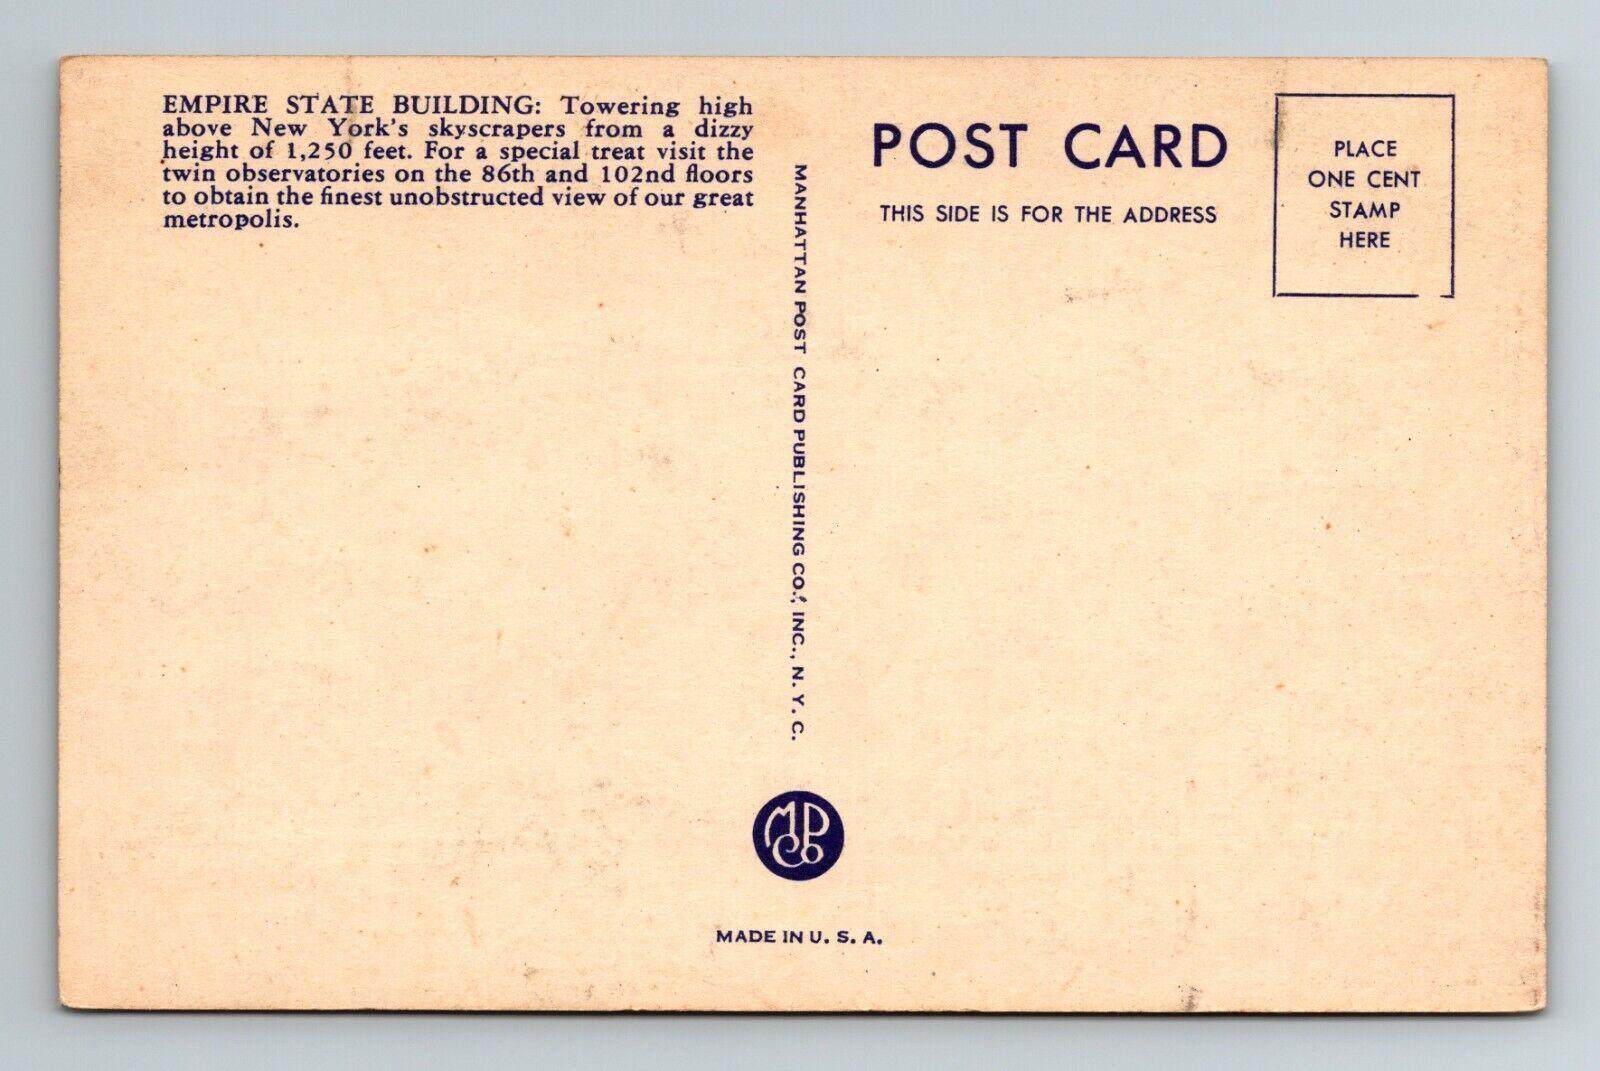 EMPIRE STATE BUILDING: Towering high
above New York's skyscrapers from a dizzy
height of 1,250 feet. For a special treat visit the
twin observatories on the 86th and 102nd floors
to obtain the finest unobstructed view of our great
metropolis.
MANHATTAN POST CARD PUBLISHING CO., INC., N. Y. C.
MPCo
MADE IN U. S. A.
POST CARD
THIS SIDE IS FOR THE ADDRESS
PLACE
ONE CENT
STAMP
HERE